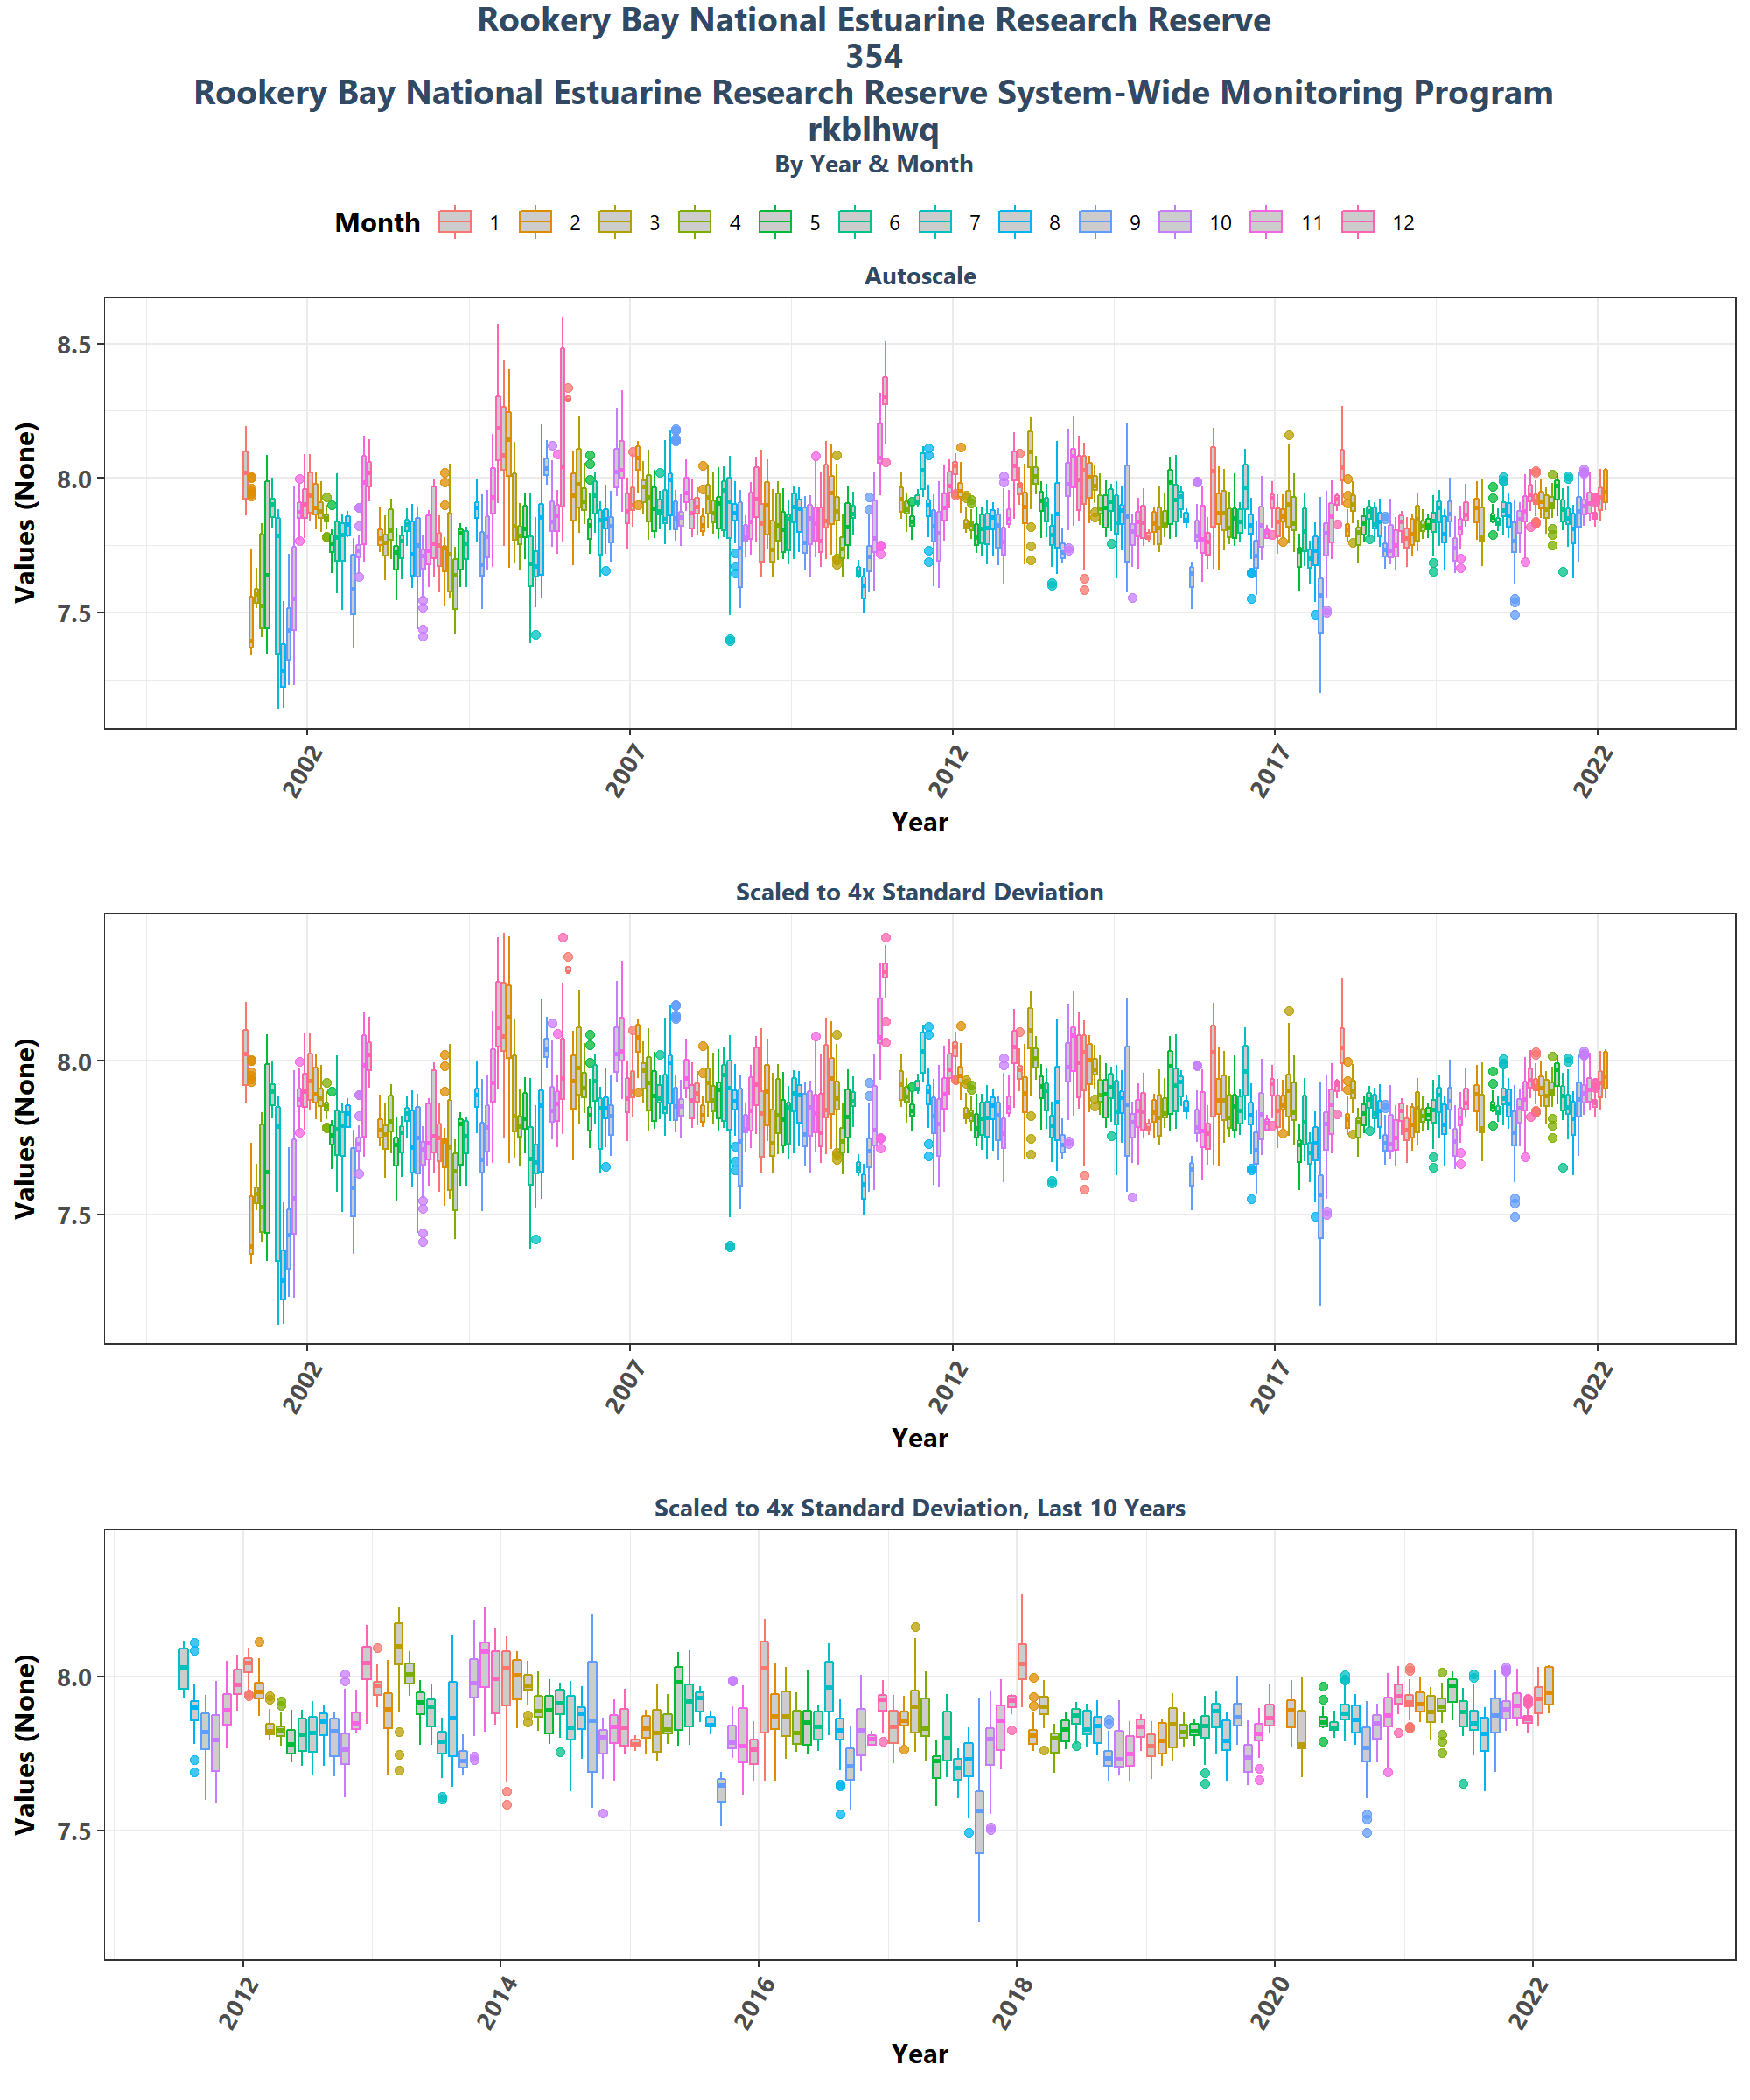 Rookery Bay National Estuarine Research Reserve
354
Rookery Bay National Estuarine Research Reserve System-Wide Monitoring Program
rkblhwq
By Year & Month
Month 1 2 3 4 5 6 7 8 9 10 11 12
Autoscale
8.5
8.0
7.5
Values (None)
2002 2007 2012 2017 2022
Year
Scaled to 4x Standard Deviation
8.0
7.5
Values (None)
2002 2007 2012 2017 2022
Year
Scaled to 4x Standard Deviation, Last 10 Years
8.0
7.5
Values (None)
2012 2014 2016 2018 2020 2022
Year